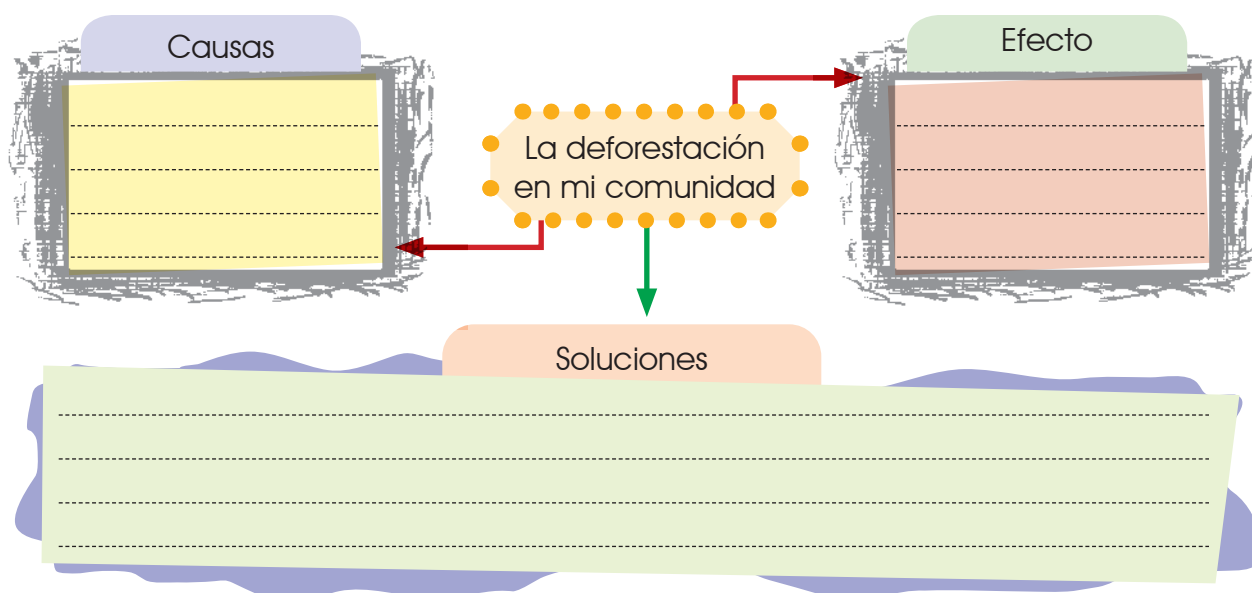 Causas
Efecto
La deforestación
en mi comunidad
Soluciones